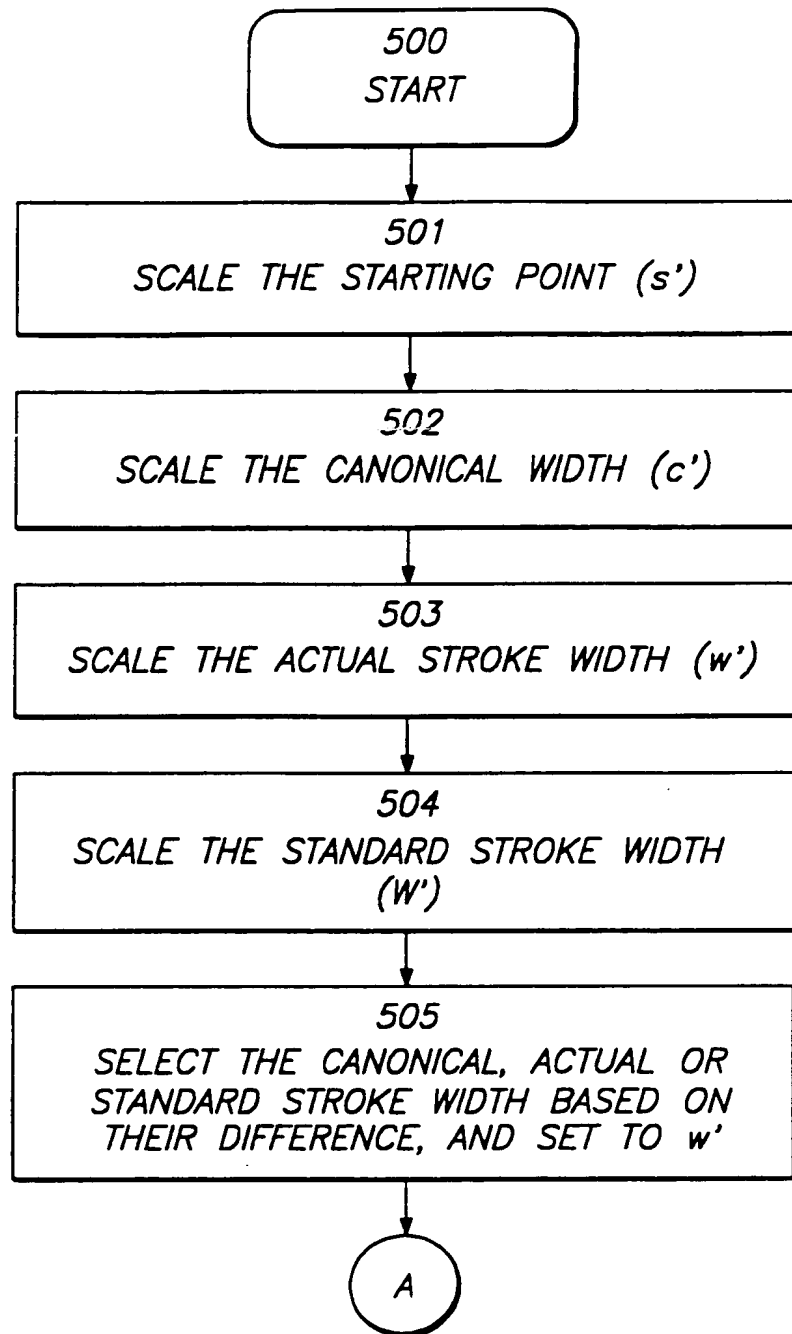 500
START
501
SCALE THE STARTING POINT (s')
502
SCALE THE CANONICAL WIDTH (c')
503
SCALE THE ACTUAL STROKE WIDTH (w')
504
SCALE THE STANDARD STROKE WIDTH
(W')
505
SELECT THE CANONICAL, ACTUAL OR
STANDARD STROKE WIDTH BASED ON
THEIR DIFFERENCE, AND SET TO w'
A